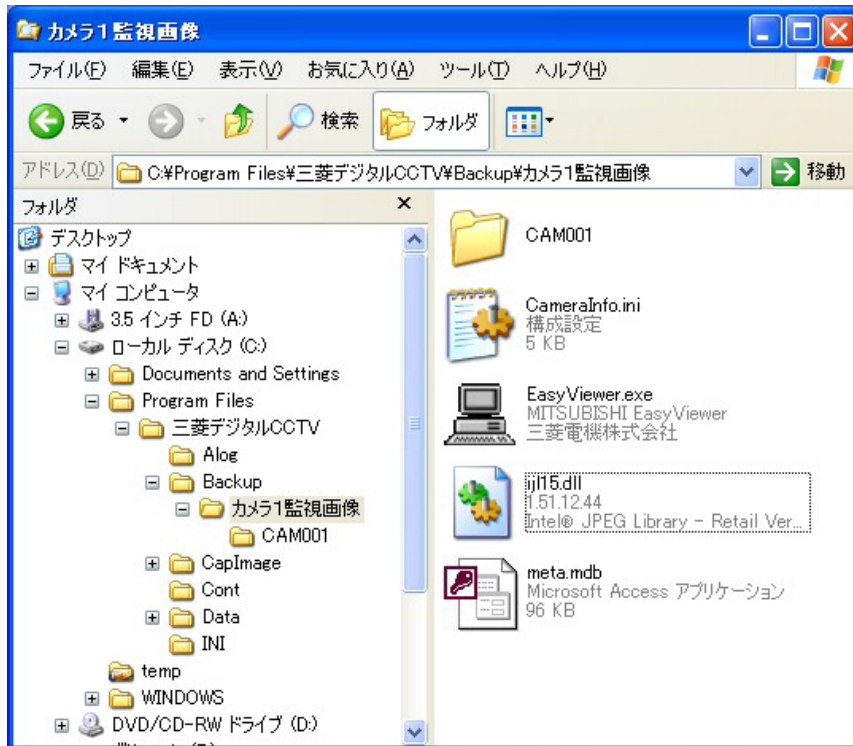 カメラ1監視画像
ファイル(F) 編集(E) 表示(V) お気に入り(A) ツール(T) ヘルプ(H)
戻る 検索 フォルダ
アドレス(D) C:¥Program Files¥三菱デジタルCCTV¥Backup¥カメラ1監視画像 移動
フォルダ
デスクトップ
マイ ドキュメント
マイ コンピュータ
3.5 インチ FD (A:)
ローカル ディスク (C:)
Documents and Settings
Program Files
三菱デジタルCCTV
Alog
Backup
カメラ1監視画像
CAM001
CapImage
Cont
Data
INI
temp
WINDOWS
DVD/CD-RW ドライブ (D:)
CAM001
CameraInfo.ini
構成設定
5 KB
EasyViewer.exe
MITSUBISHI EasyViewer
三菱電機株式会社
ijl15.dll
1.51.12.44
Intel® JPEG Library - Retail Ver...
meta.mdb
Microsoft Access アプリケーション
96 KB